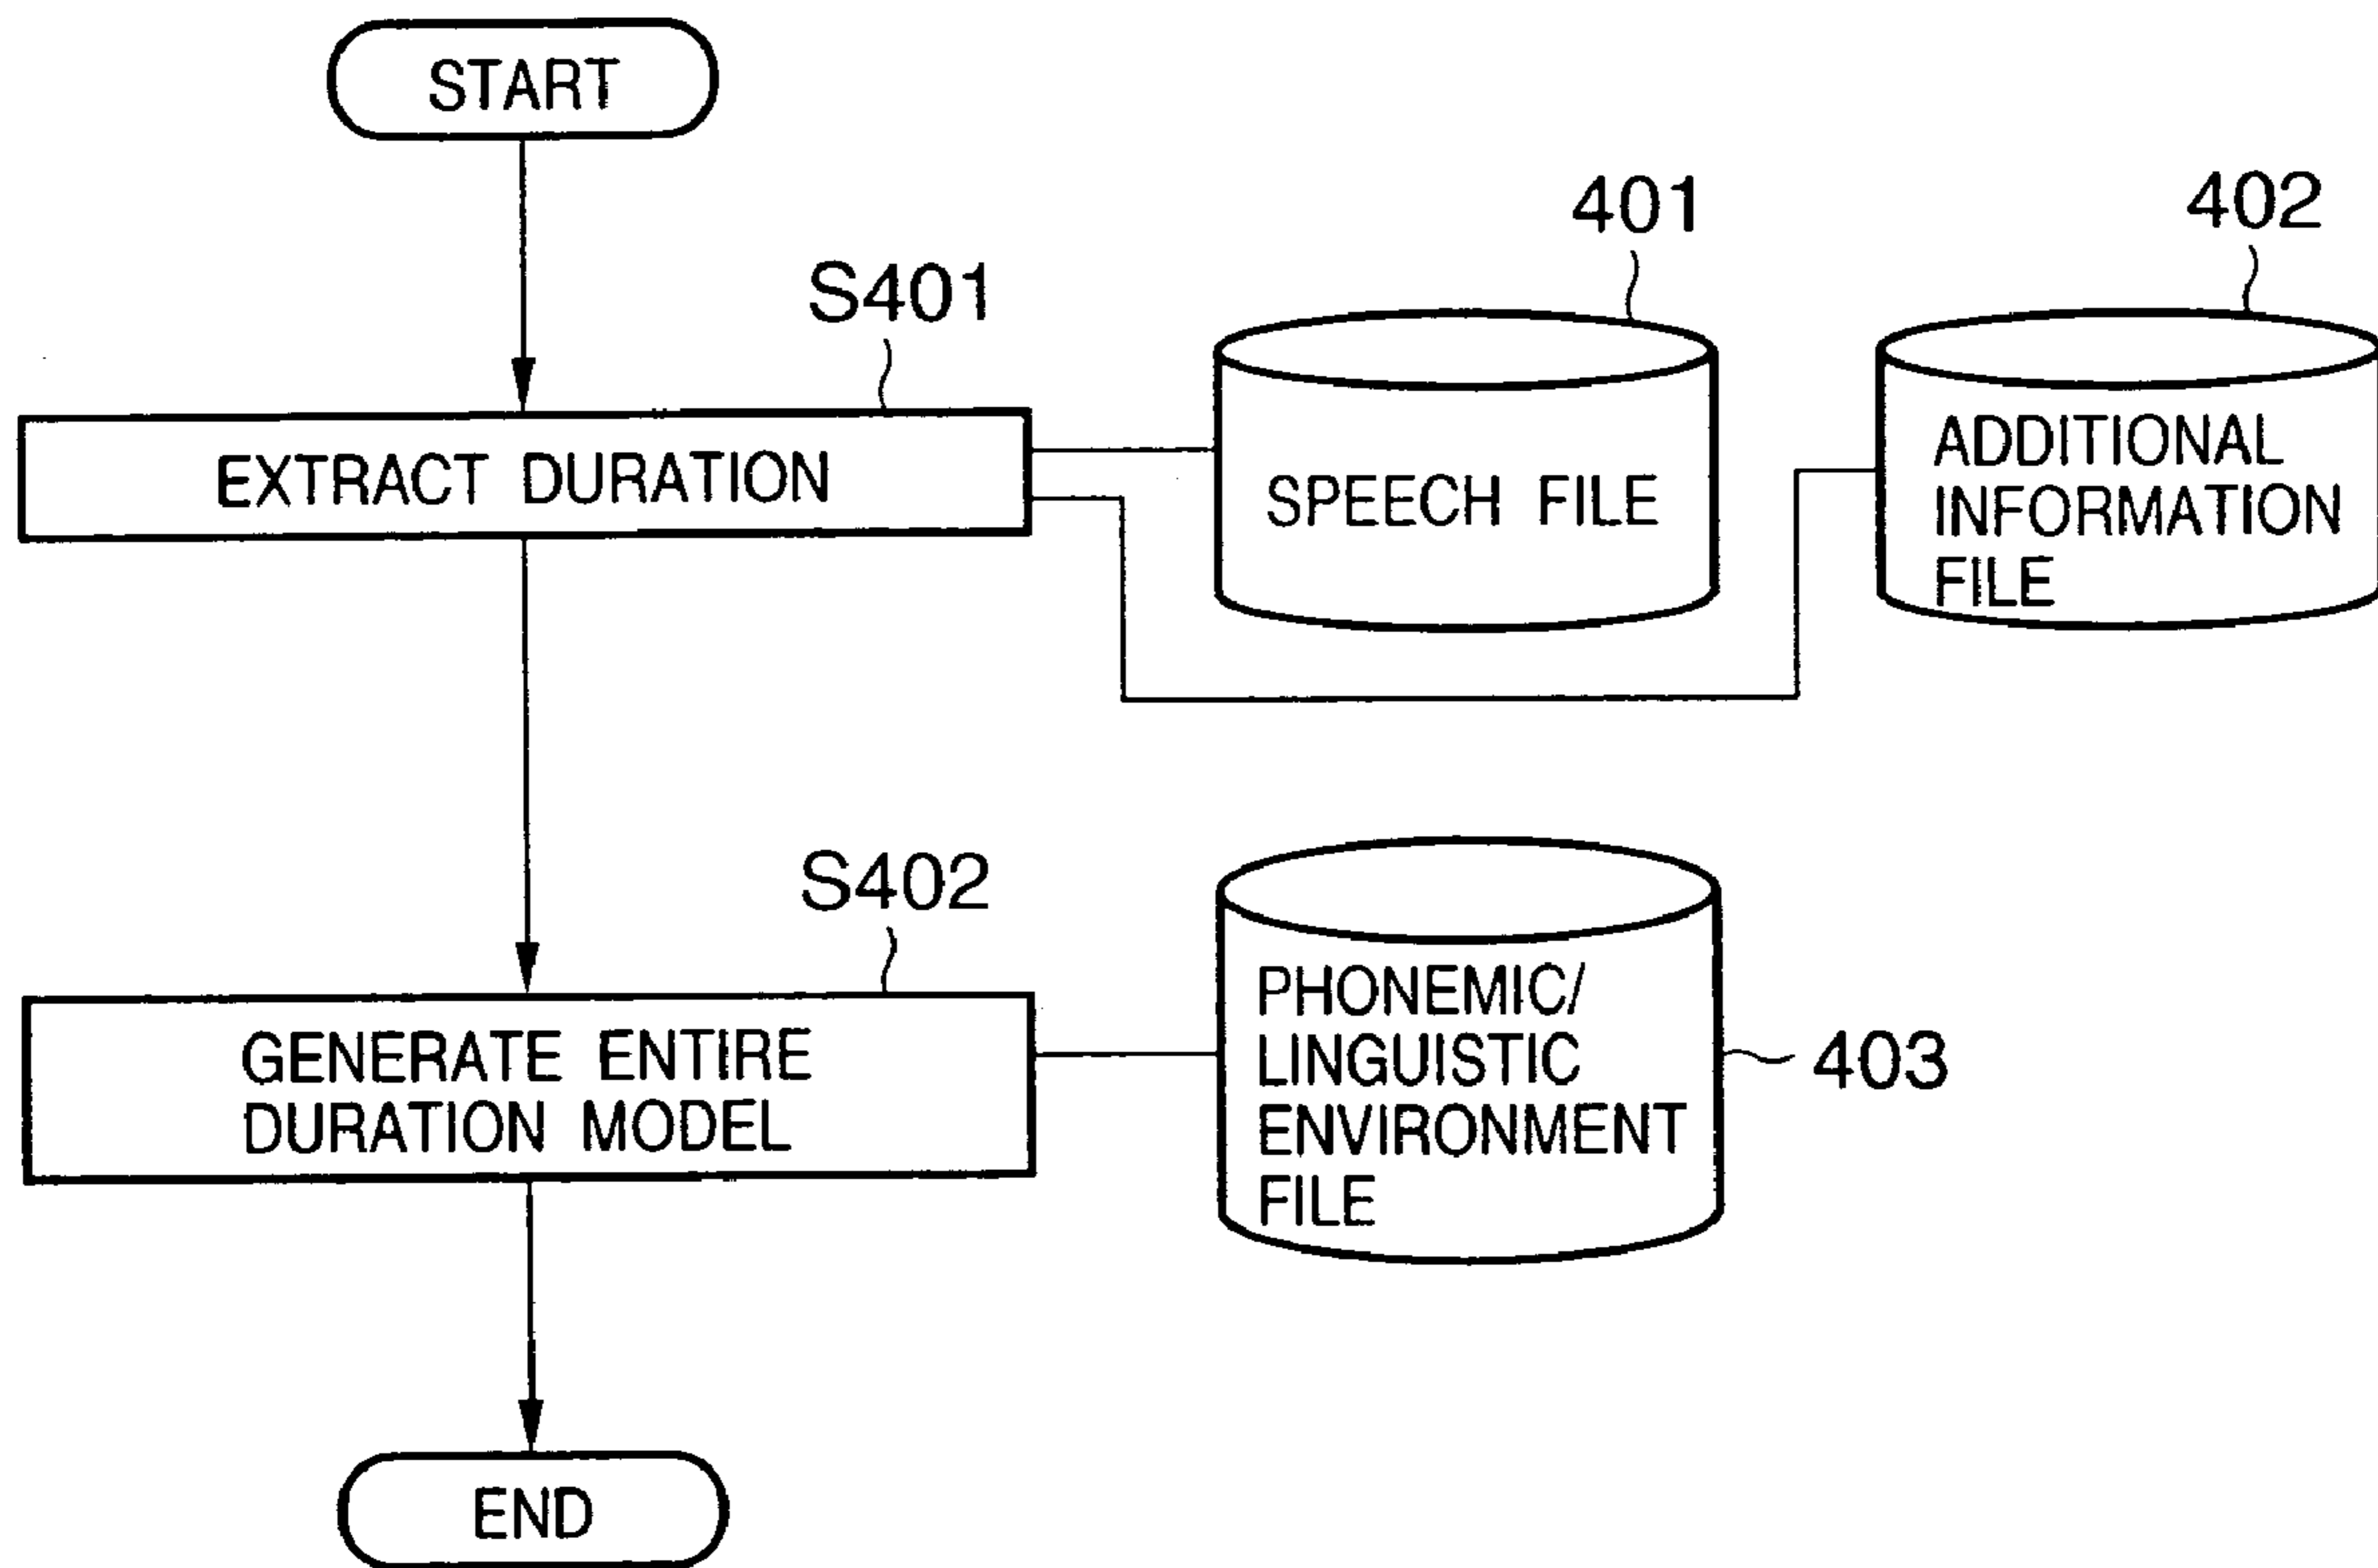 START
401
402
S401
EXTRACT DURATION
SPEECH FILE
ADDITIONAL
INFORMATION
FILE
S402
GENERATE ENTIRE
DURATION MODEL
PHONEMIC/
LINGUISTIC
ENVIRONMENT
FILE
403
END